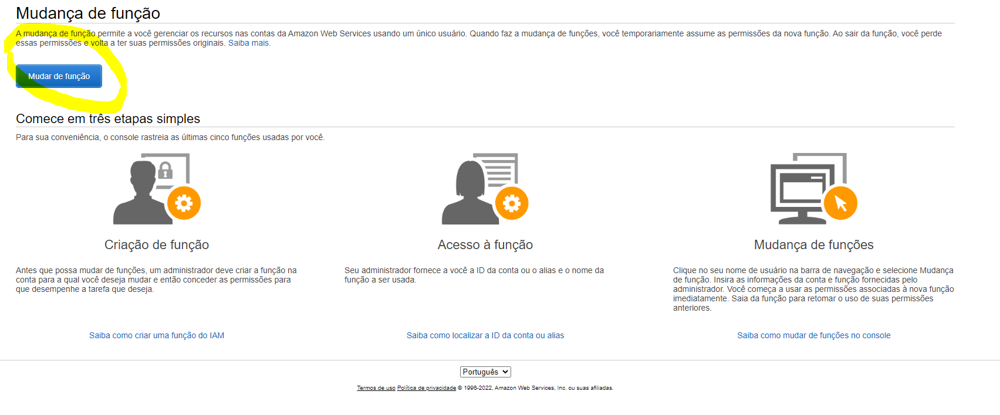 Mudança de função
A mudança de função permite a você gerenciar os recursos nas contas da Amazon Web Services usando um único usuário. Quando faz a mudança de funções, você temporariamente assume as permissões da nova função. Ao sair da função, você perde
essas permissões e volta a ter suas permissões originais. Saiba mais.
Mudar de função
Comece em três etapas simples
Para sua conveniência, o console rastreia as últimas cinco funções usadas por você.
Criação de função
Antes que possa mudar de funções, um administrador deve criar a função na
conta para a qual você deseja mudar e então conceder as permissões para
que desempenhe a tarefa que deseja.
Saiba como criar uma função do IAM
Acesso à função
Seu administrador fornece a você a ID da conta ou o alias e o nome da
função a ser usada.
Saiba como localizar a ID da conta ou alias
Mudança de funções
Clique no seu nome de usuário na barra de navegação e selecione Mudança
de função. Insira as informações da conta e função fornecidas pelo
administrador. Você começa a usar as permissões associadas à nova função
imediatamente. Saia da função para retomar o uso de suas permissões
anteriores.
Saiba como mudar de funções no console
Português
Termos de uso Política de privacidade © 1996-2022, Amazon Web Services, Inc. ou suas afiliadas.